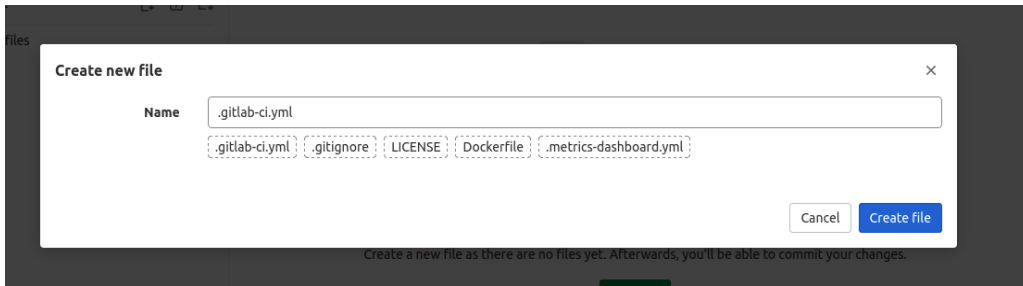 files
Create new file ×
Name .gitlab-ci.yml
.gitlab-ci.yml .gitignore LICENSE Dockerfile .metrics-dashboard.yml
Cancel Create file
Create a new file as there are no files yet. Afterwards, you'll be able to commit your changes.